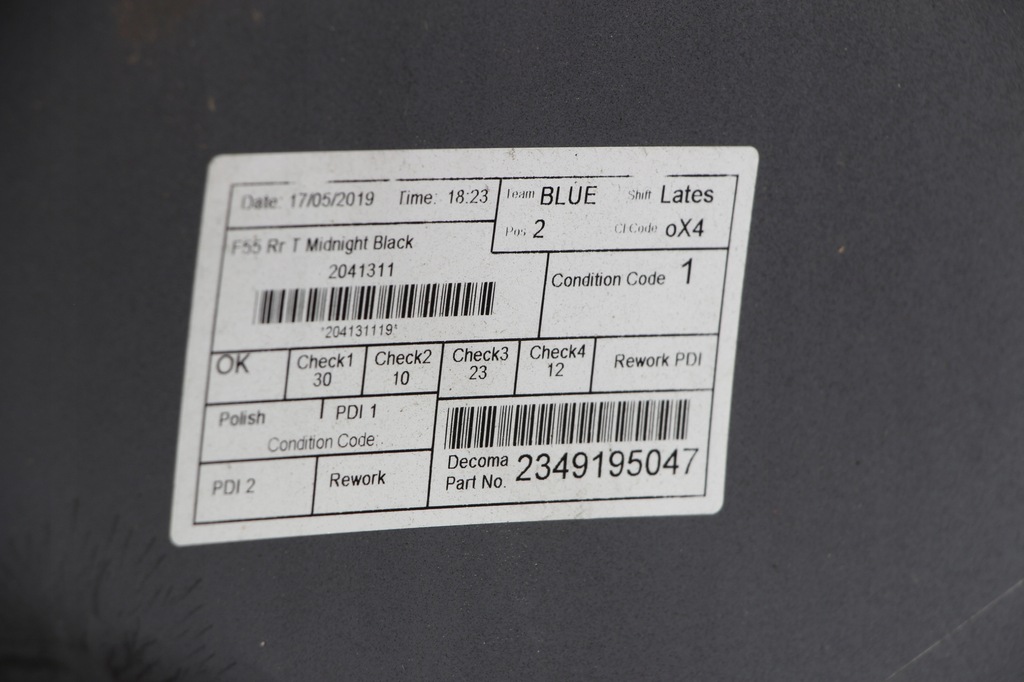 Date: 17/05/2019 Time: 18:23
Team BLUE Shift Lates
Pos 2 Cl Code oX4
F55 Rr T Midnight Black
2041311
*204131119*
Condition Code 1
OK
Check1 30
Check2 10
Check3 23
Check4 12
Rework PDI
Polish PDI 1
Condition Code
PDI 2
Rework
Decoma
Part No. 2349195047